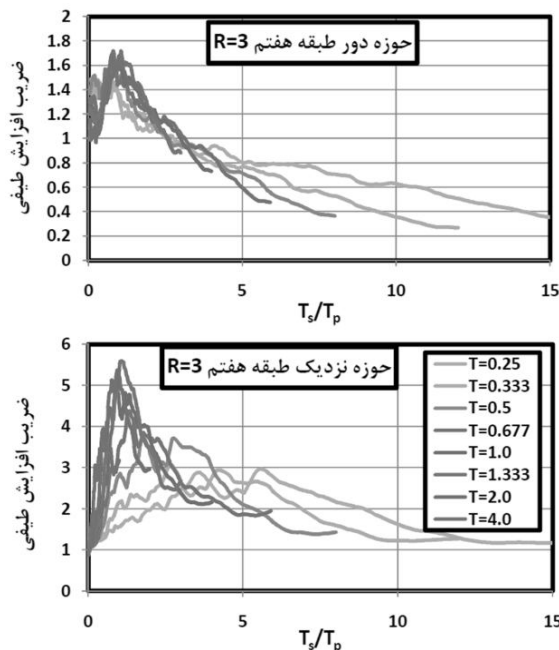 حوزه دور طبقه هفتم R=3
ضریب افزایش طیفی
2
1.8
1.6
1.4
1.2
1
0.8
0.6
0.4
0.2
0
0 5 10 15
Ts/Tp
حوزه نزدیک طبقه هفتم R=3
ضریب افزایش طیفی
6
5
4
3
2
1
0
T=0.25
T=0.333
T=0.5
T=0.677
T=1.0
T=1.333
T=2.0
T=4.0
0 5 10 15
Ts/Tp